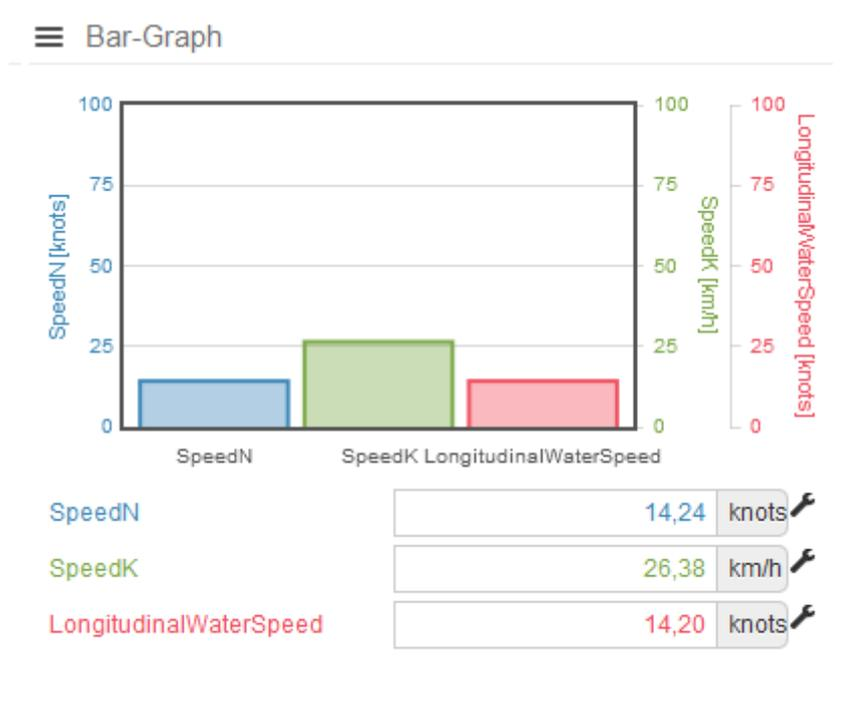 Bar-Graph
100
75
50
25
0
SpeedN [knots]
100
75
50
25
0
SpeedK [km/h]
100
75
50
25
0
LongitudinalWaterSpeed [knots]
SpeedN SpeedK LongitudinalWaterSpeed
SpeedN 14,24 knots
SpeedK 26,38 km/h
LongitudinalWaterSpeed 14,20 knots